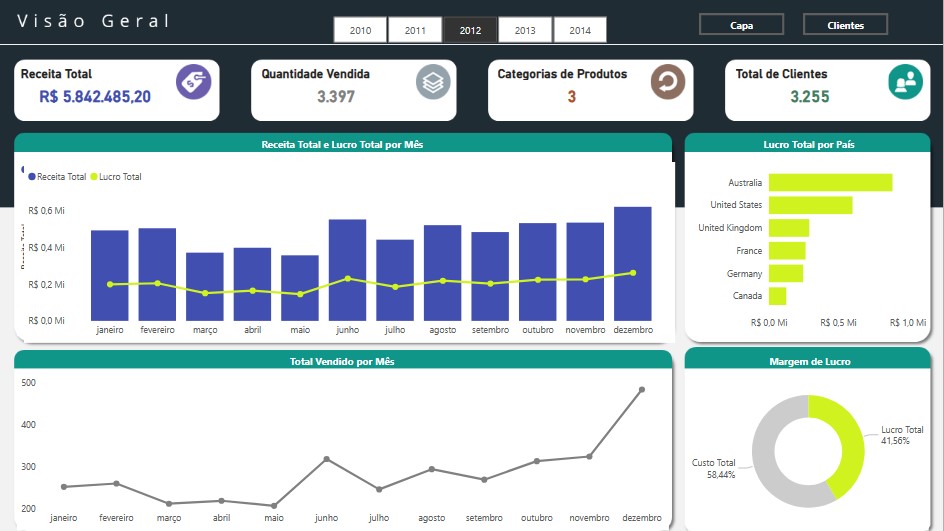 Visão Geral
2010 2011 2012 2013 2014
Capa Clientes
Receita Total
R$ 5.842.485,20
Quantidade Vendida
3.397
Categorias de Produtos
3
Total de Clientes
3.255
Receita Total e Lucro Total por Mês
Receita Total Lucro Total
R$ 0,6 Mi
R$ 0,4 Mi
R$ 0,2 Mi
R$ 0,0 Mi
janeiro fevereiro março abril maio junho julho agosto setembro outubro novembro dezembro
Lucro Total por País
Australia
United States
United Kingdom
France
Germany
Canada
R$ 0,0 Mi R$ 0,5 Mi R$ 1,0 Mi
Total Vendido por Mês
500
400
300
200
janeiro fevereiro março abril maio junho julho agosto setembro outubro novembro dezembro
Margem de Lucro
Lucro Total
41,56%
Custo Total
58,44%